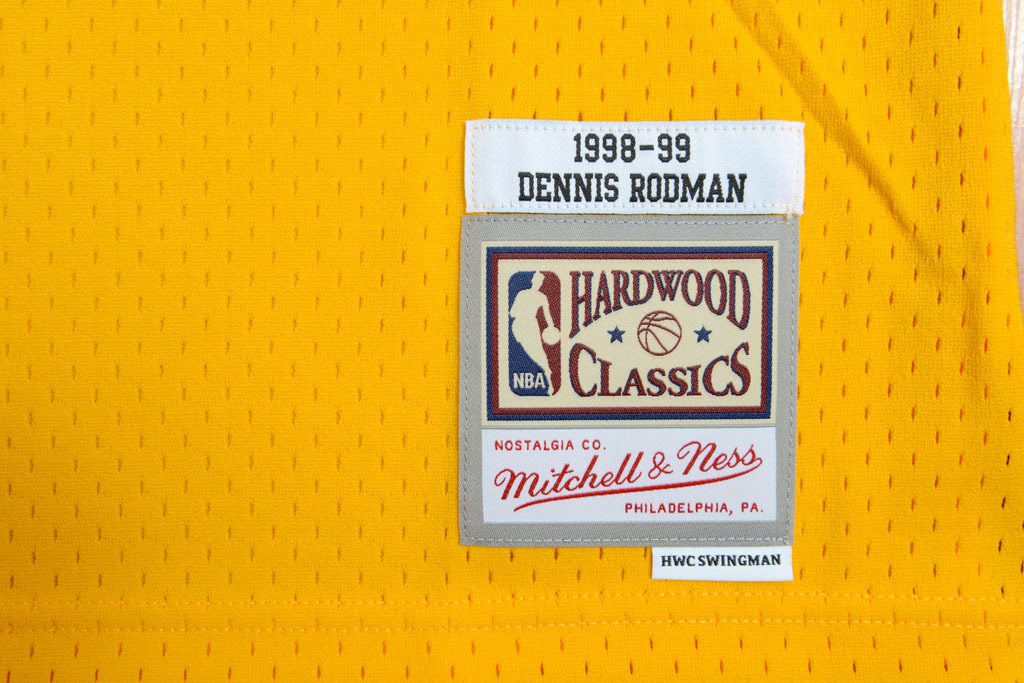 1998-99
DENNIS RODMAN
HARDWOOD
CLASSICS
NBA
NOSTALGIA CO.
Mitchell & Ness
PHILADELPHIA, PA.
HWC SWINGMAN